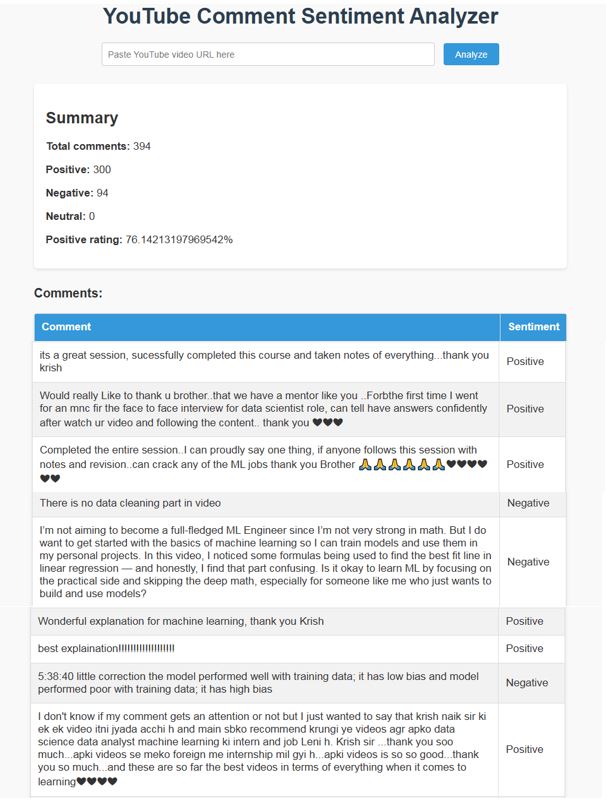 YouTube Comment Sentiment Analyzer
Paste YouTube video URL here
Analyze
Summary
Total comments: 394
Positive: 300
Negative: 94
Neutral: 0
Positive rating: 76.14213197969542%
Comments:
Comment
Sentiment
its a great session, sucessfully completed this course and taken notes of everything...thank you
krish
Positive
Would really Like to thank u brother..that we have a mentor like you ..Forbthe first time I went
for an mnc fir the face to face interview for data scientist role, can tell have answers confidently
after watch ur video and following the content.. thank you 🖤🖤🖤
Positive
Completed the entire session..I can proudly say one thing, if anyone follows this session with
notes and revision..can crack any of the ML jobs thank you Brother 🙏🙏🙏🙏🙏🙏🖤🖤🖤🖤
🖤🖤
Positive
There is no data cleaning part in video
Negative
I’m not aiming to become a full-fledged ML Engineer since I’m not very strong in math. But I do
want to get started with the basics of machine learning so I can train models and use them in
my personal projects. In this video, I noticed some formulas being used to find the best fit line in
linear regression — and honestly, I find that part confusing. Is it okay to learn ML by focusing on
the practical side and skipping the deep math, especially for someone like me who just wants to
build and use models?
Negative
Wonderful explanation for machine learning, thank you Krish
Positive
best explaination!!!!!!!!!!!!!!!!!!!
Positive
5:38:40 little correction the model performed well with training data; it has low bias and model
performed poor with training data; it has high bias
Negative
I don't know if my comment gets an attention or not but I just wanted to say that krish naik sir ki
ek ek video itni jyada acchi h and main sbko recommend krungi ye videos agr apko data
science data analyst machine learning ki intern and job Leni h. Krish sir ...thank you soo
much...apki videos se meko foreign me internship mil gyi h...apki videos is so so good...thank
you so much...and these are so far the best videos in terms of everything when it comes to
learning🖤🖤🖤🖤
Positive